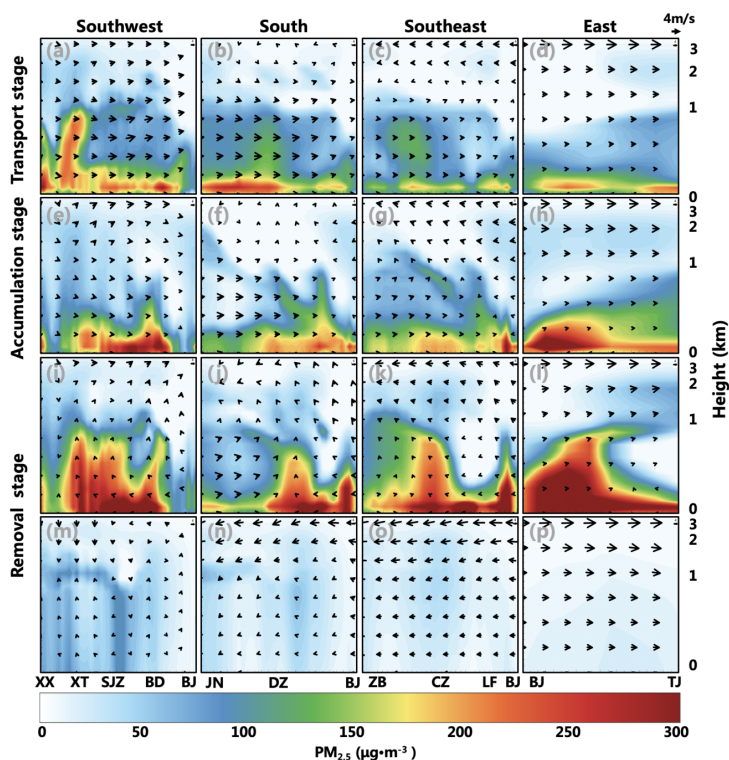 Southwest South Southeast East 4m/s
Transport stage
(a) (b) (c) (d) 3
2
1
0
Accumulation stage
(e) (f) (g) (h) 3
2
1
0
Height (km)
Removal stage
(i) (j) (k) (l) 3
2
1
0
(m) (n) (o) (p) 3
2
1
0
XX XT SJZ BD BJ JN DZ BJ ZB CZ LF BJ BJ TJ
0 50 100 150 200 250 300
PM2.5 (μg•m-3 )